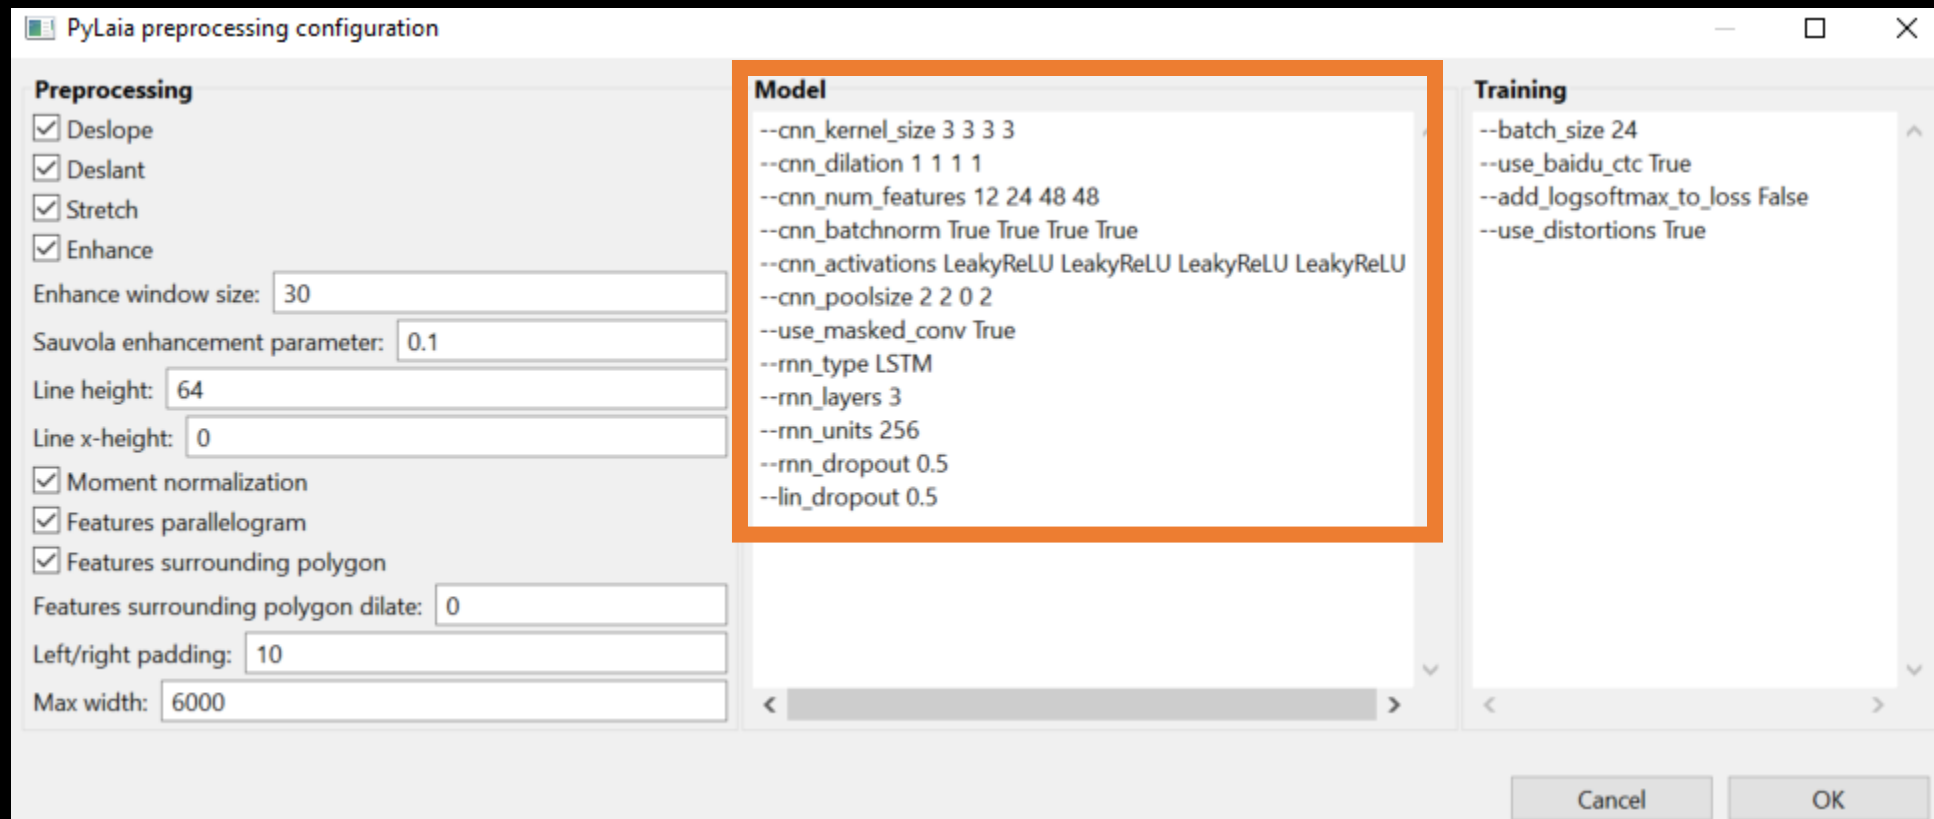 PyLaia preprocessing configuration
Preprocessing
Deslope
Deslant
Stretch
Enhance
Enhance window size: 30
Sauvola enhancement parameter: 0.1
Line height: 64
Line x-height: 0
Moment normalization
Features parallelogram
Features surrounding polygon
Features surrounding polygon dilate: 0
Left/right padding: 10
Max width: 6000
Model
--cnn_kernel_size 3 3 3 3
--cnn_dilation 1 1 1 1
--cnn_num_features 12 24 48 48
--cnn_batchnorm True True True True
--cnn_activations LeakyReLU LeakyReLU LeakyReLU LeakyReLU
--cnn_poolsize 2 2 0 2
--use_masked_conv True
--rnn_type LSTM
--rnn_layers 3
--rnn_units 256
--rnn_dropout 0.5
--lin_dropout 0.5
Training
--batch_size 24
--use_baidu_ctc True
--add_logsoftmax_to_loss False
--use_distortions True
Cancel
OK